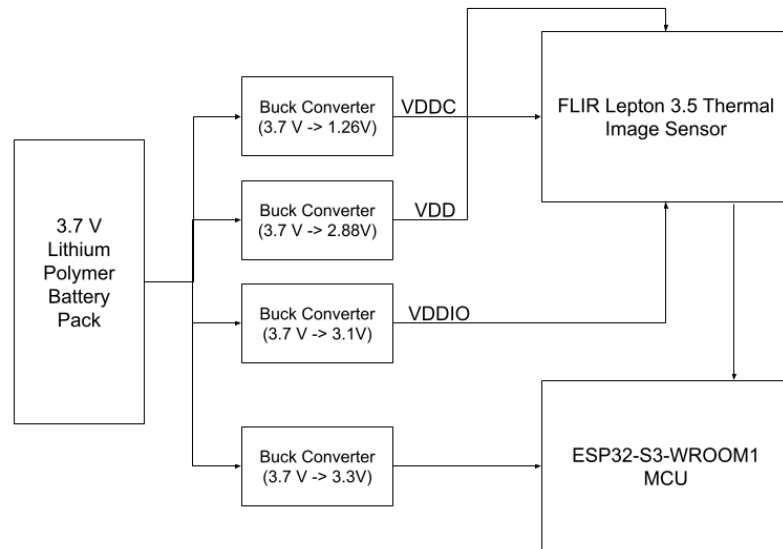 3.7 V
Lithium
Polymer
Battery
Pack
Buck Converter
(3.7 V -> 1.26V)
VDDC
Buck Converter
(3.7 V -> 2.88V)
VDD
Buck Converter
(3.7 V -> 3.1V)
VDDIO
Buck Converter
(3.7 V -> 3.3V)
FLIR Lepton 3.5 Thermal
Image Sensor
ESP32-S3-WROOM1
MCU